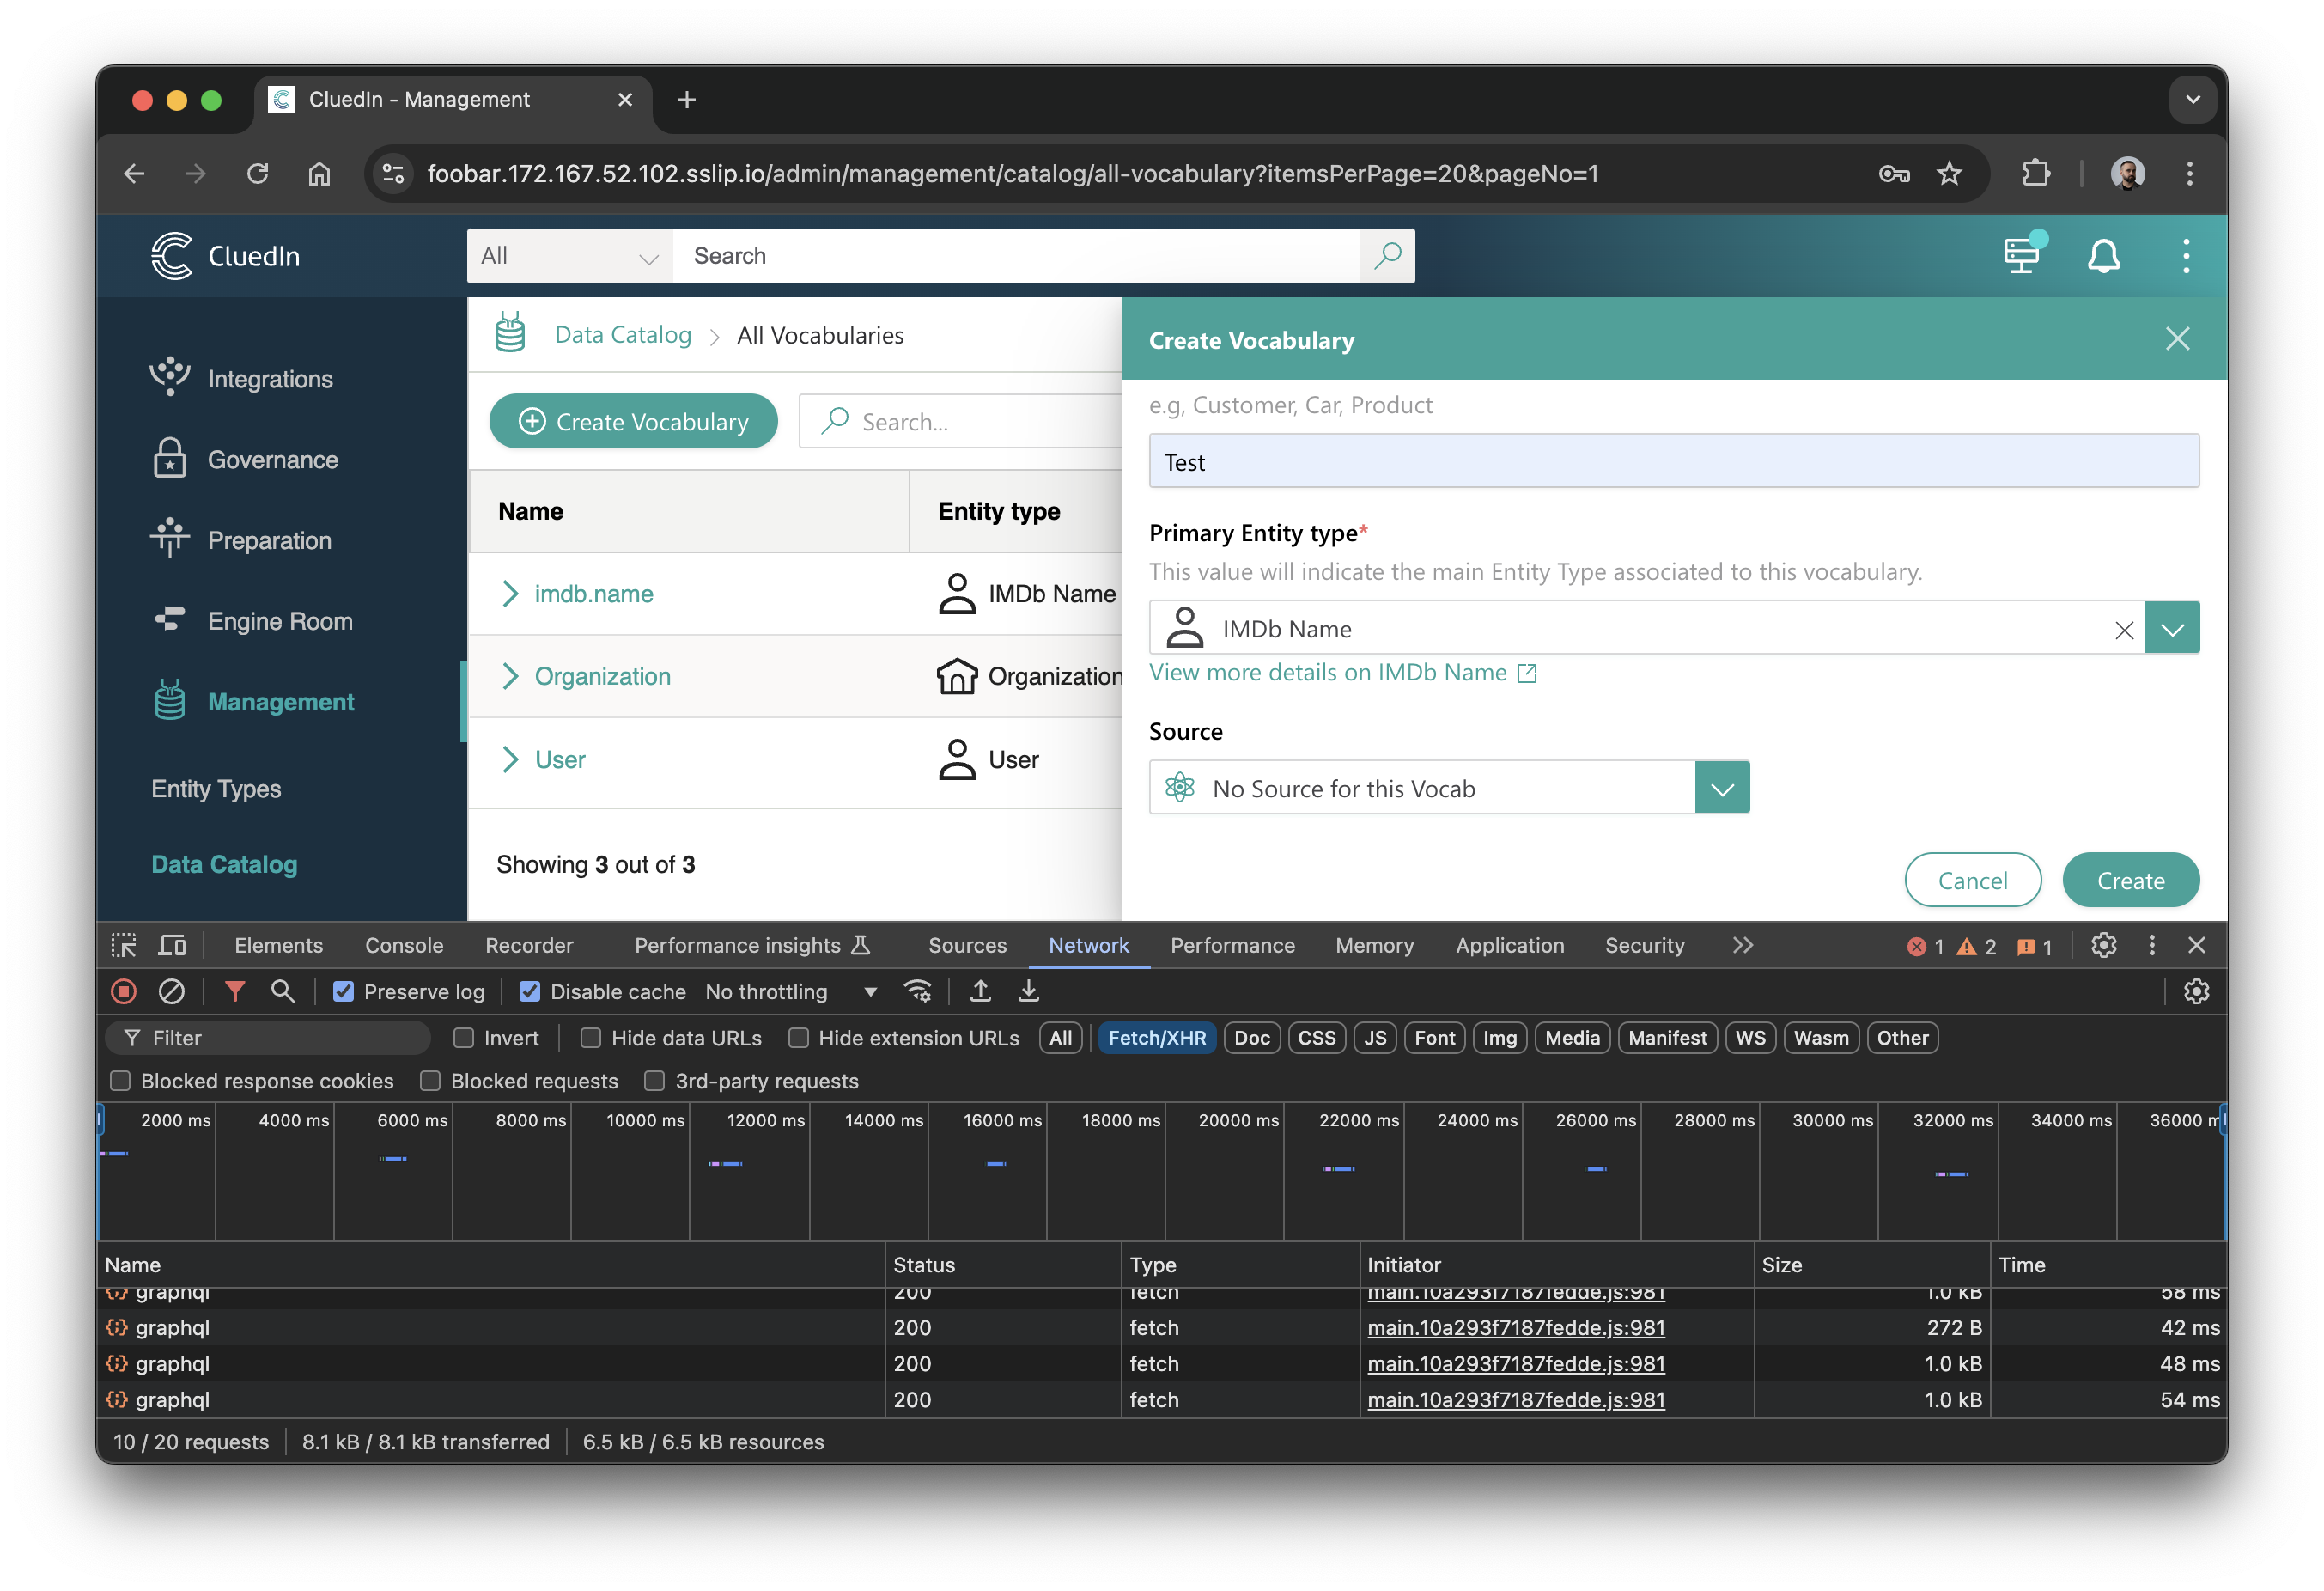 CluedIn - Management
foobar.172.167.52.102.sslip.io/admin/management/catalog/all-vocabulary?itemsPerPage=20&pageNo=1
CluedIn
All
Search
Integrations
Governance
Preparation
Engine Room
Management
Entity Types
Data Catalog
Data Catalog All Vocabularies
Create Vocabulary
Search...
Name Entity type
imdb.name IMDb Name
Organization Organization
User User
Showing 3 out of 3
Create Vocabulary
e.g, Customer, Car, Product
Test
Primary Entity type*
This value will indicate the main Entity Type associated to this vocabulary.
IMDb Name
View more details on IMDb Name
Source
No Source for this Vocab
Cancel Create
Elements Console Recorder Performance insights Sources Network Performance Memory Application Security 1 2 1
Preserve log Disable cache No throttling
Filter Invert Hide data URLs Hide extension URLs All Fetch/XHR Doc CSS JS Font Img Media Manifest WS Wasm Other
Blocked response cookies Blocked requests 3rd-party requests
2000 ms 4000 ms 6000 ms 8000 ms 10000 ms 12000 ms 14000 ms 16000 ms 18000 ms 20000 ms 22000 ms 24000 ms 26000 ms 28000 ms 30000 ms 32000 ms 34000 ms 36000 m
Name Status Type Initiator Size Time
graphql 200 fetch main.10a293f7187fedde.js:981 1.0 kB 58 ms
graphql 200 fetch main.10a293f7187fedde.js:981 272 B 42 ms
graphql 200 fetch main.10a293f7187fedde.js:981 1.0 kB 48 ms
graphql 200 fetch main.10a293f7187fedde.js:981 1.0 kB 54 ms
10 / 20 requests 8.1 kB / 8.1 kB transferred 6.5 kB / 6.5 kB resources